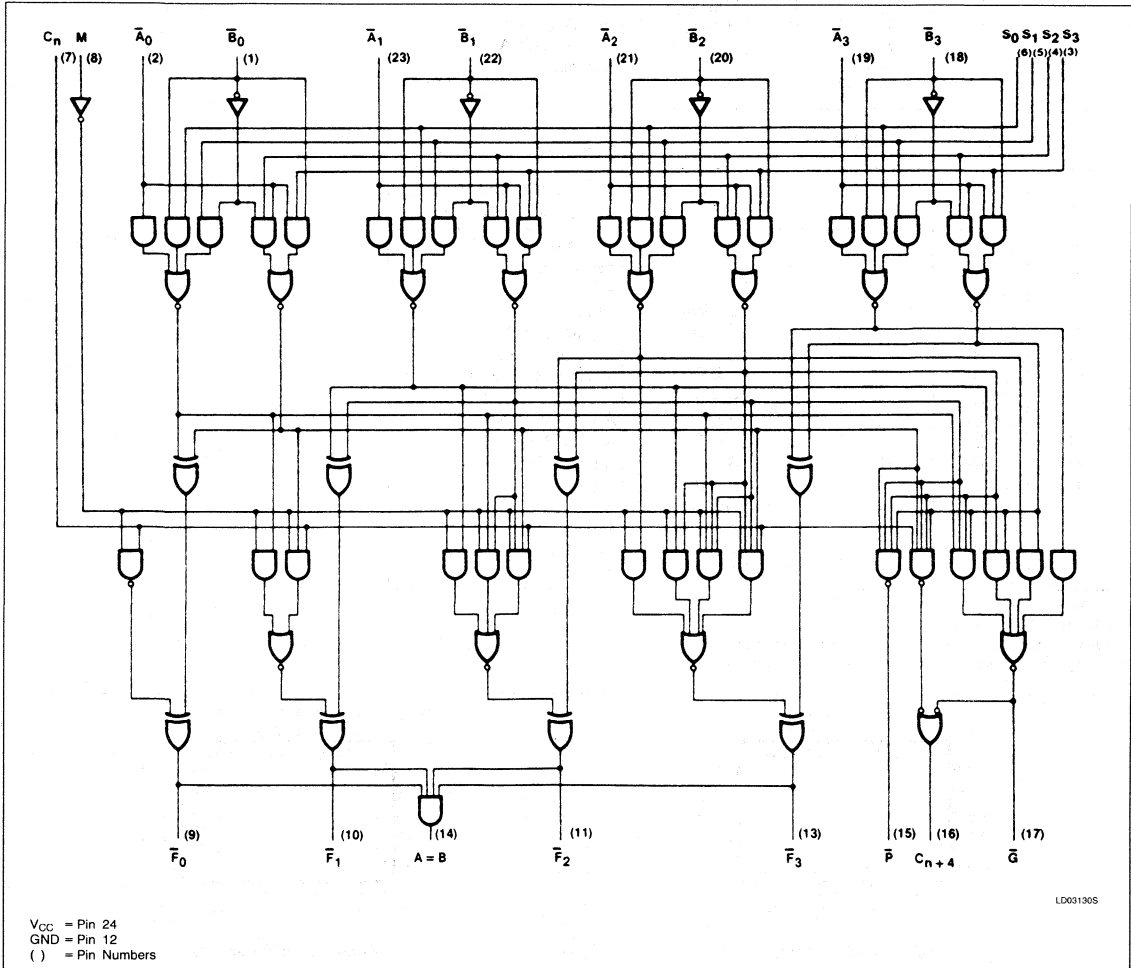 Cn M Ā0 B̄0 Ā1 B̄1 Ā2 B̄2 Ā3 B̄3 S0 S1 S2 S3
(7) (8) (2) (1) (23) (22) (21) (20) (19) (18) (6) (5) (4) (3)
(9) (10) (14) (11) (13) (15) (16) (17)
F̄0 F̄1 A = B F̄2 F̄3 P̄ Cn + 4 Ḡ
LD03130S
VCC = Pin 24
GND = Pin 12
( ) = Pin Numbers